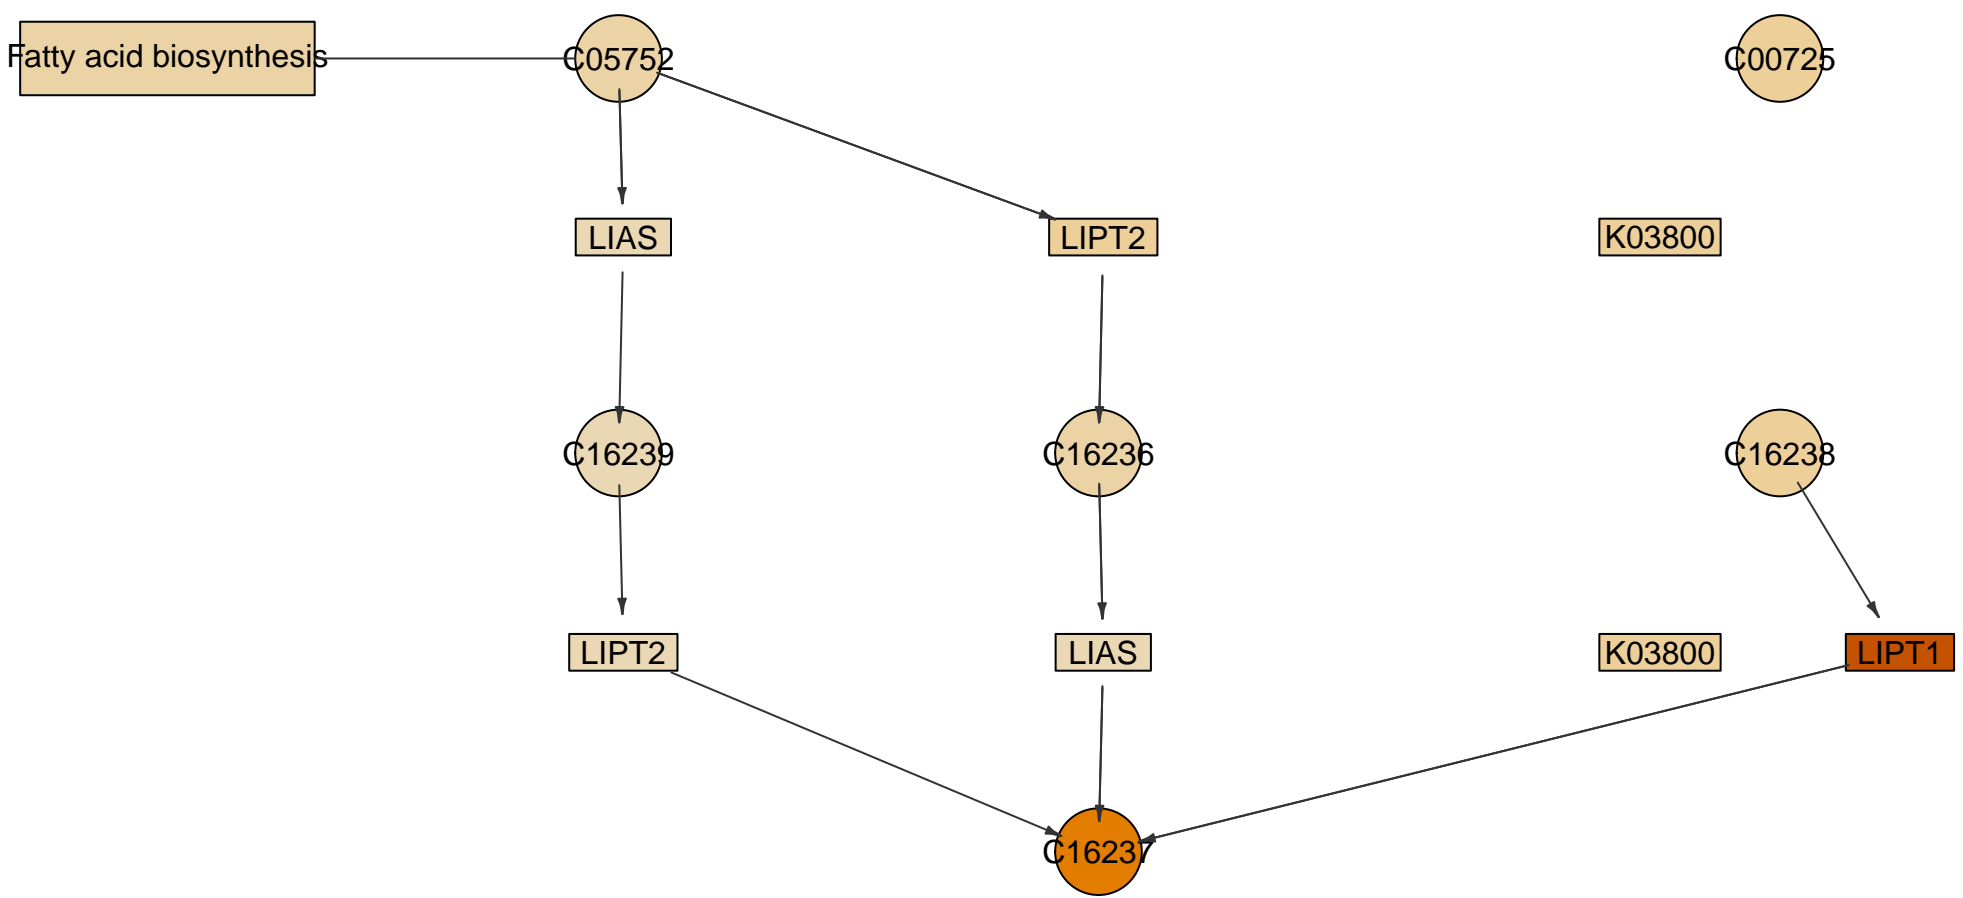 Fatty acid biosynthesis
C05752
C00725
LIAS
LIPT2
K03800
C16239
C16236
C16238
LIPT2
LIAS
K03800
LIPT1
C16237